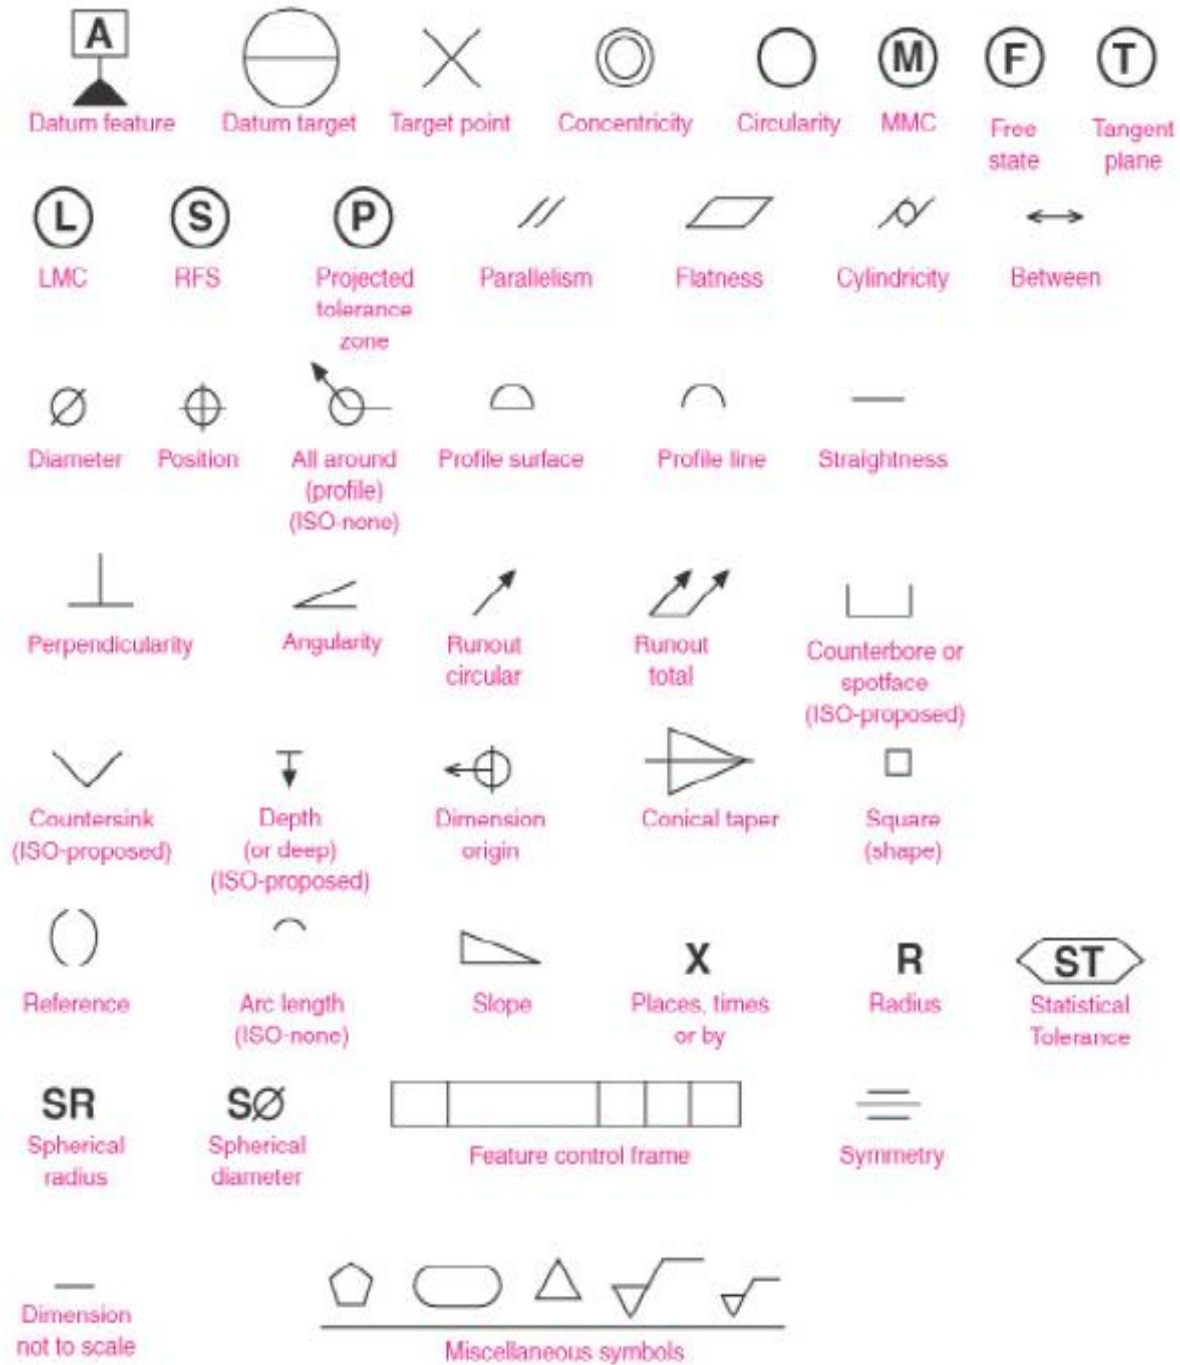 A
M
F
T
Datum feature
Datum target
Target point
Concentricity
Circularity
MMC
Free
state
Tangent
plane
L
S
P
LMC
RFS
Projected
tolerance
zone
Parallelism
Flatness
Cylindricity
Between
Diameter
Position
All around
(profile)
(ISO-none)
Profile surface
Profile line
Straightness
Perpendicularity
Angularity
Runout
circular
Runout
total
Counterbore or
spotface
(ISO-proposed)
Countersink
(ISO-proposed)
Depth
(or deep)
(ISO-proposed)
Dimension
origin
Conical taper
Square
(shape)
( )
X
R
ST
Reference
Arc length
(ISO-none)
Slope
Places, times
or by
Radius
Statistical
Tolerance
SR
SØ
Spherical
radius
Spherical
diameter
Feature control frame
Symmetry
Dimension
not to scale
Miscellaneous symbols